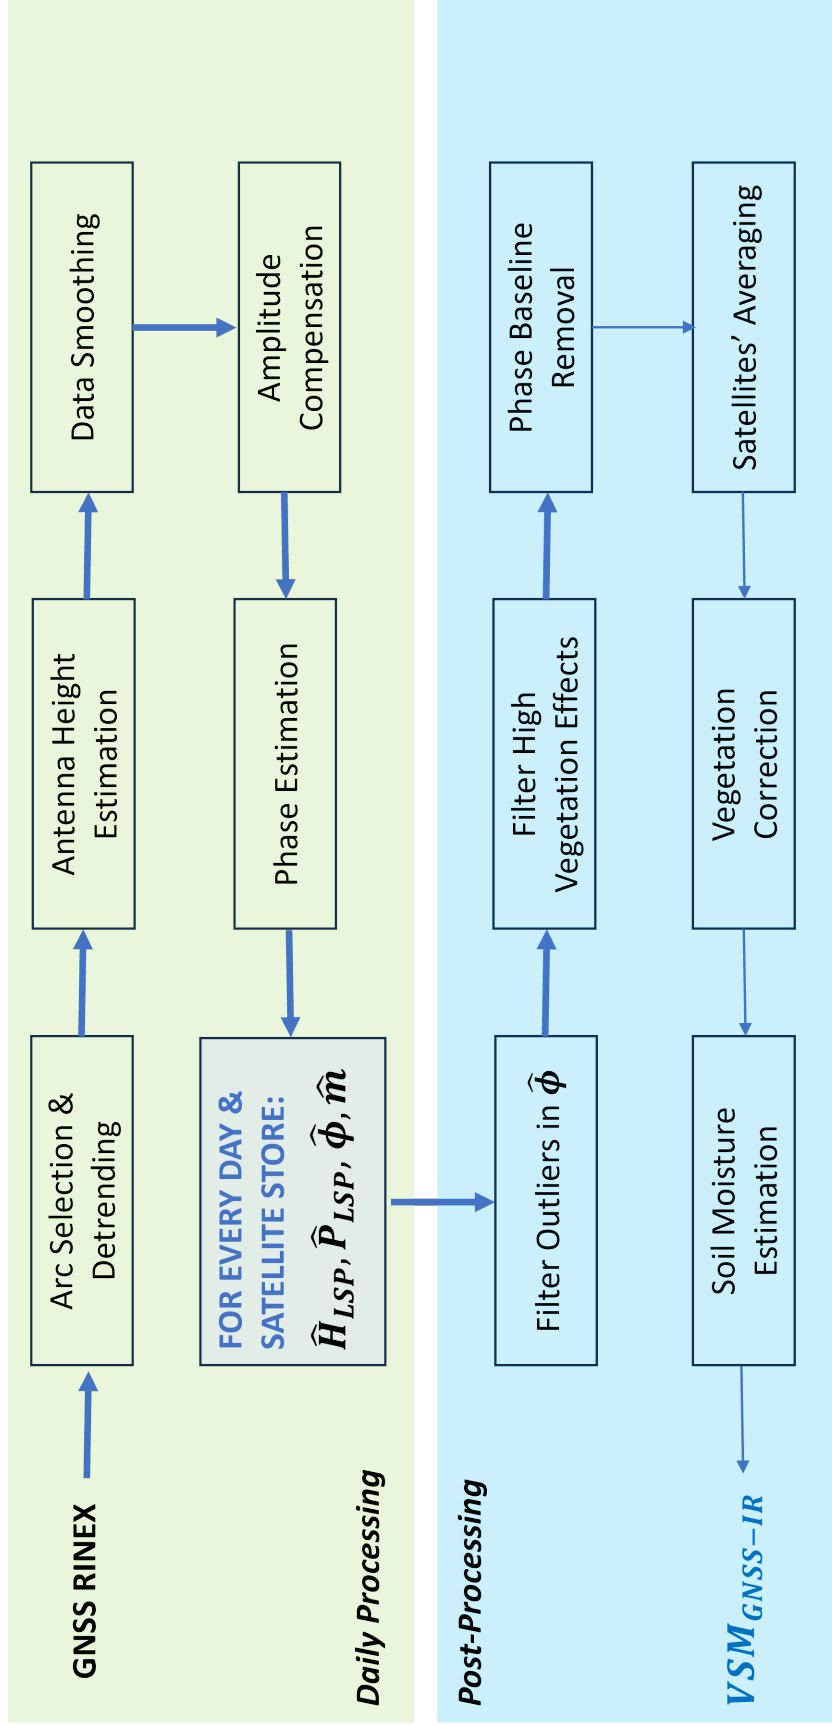 GNSS RINEX
Arc Selection &
Detrending
Antenna Height
Estimation
Data Smoothing
Amplitude
Compensation
Phase Estimation
FOR EVERY DAY &
SATELLITE STORE:
Ĥ_LSP, P̂_LSP, ϕ̂, m̂
Daily Processing
Post-Processing
Filter Outliers in ϕ̂
Filter High
Vegetation Effects
Phase Baseline
Removal
Satellites’ Averaging
Vegetation
Correction
Soil Moisture
Estimation
VSM_GNSS−IR